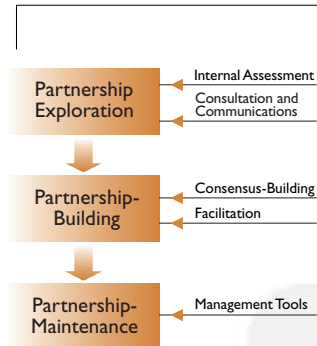 Partnership
Exploration
Internal Assessment
Consultation and
Communications
Partnership-
Building
Consensus-Building
Facilitation
Partnership-
Maintenance
Management Tools